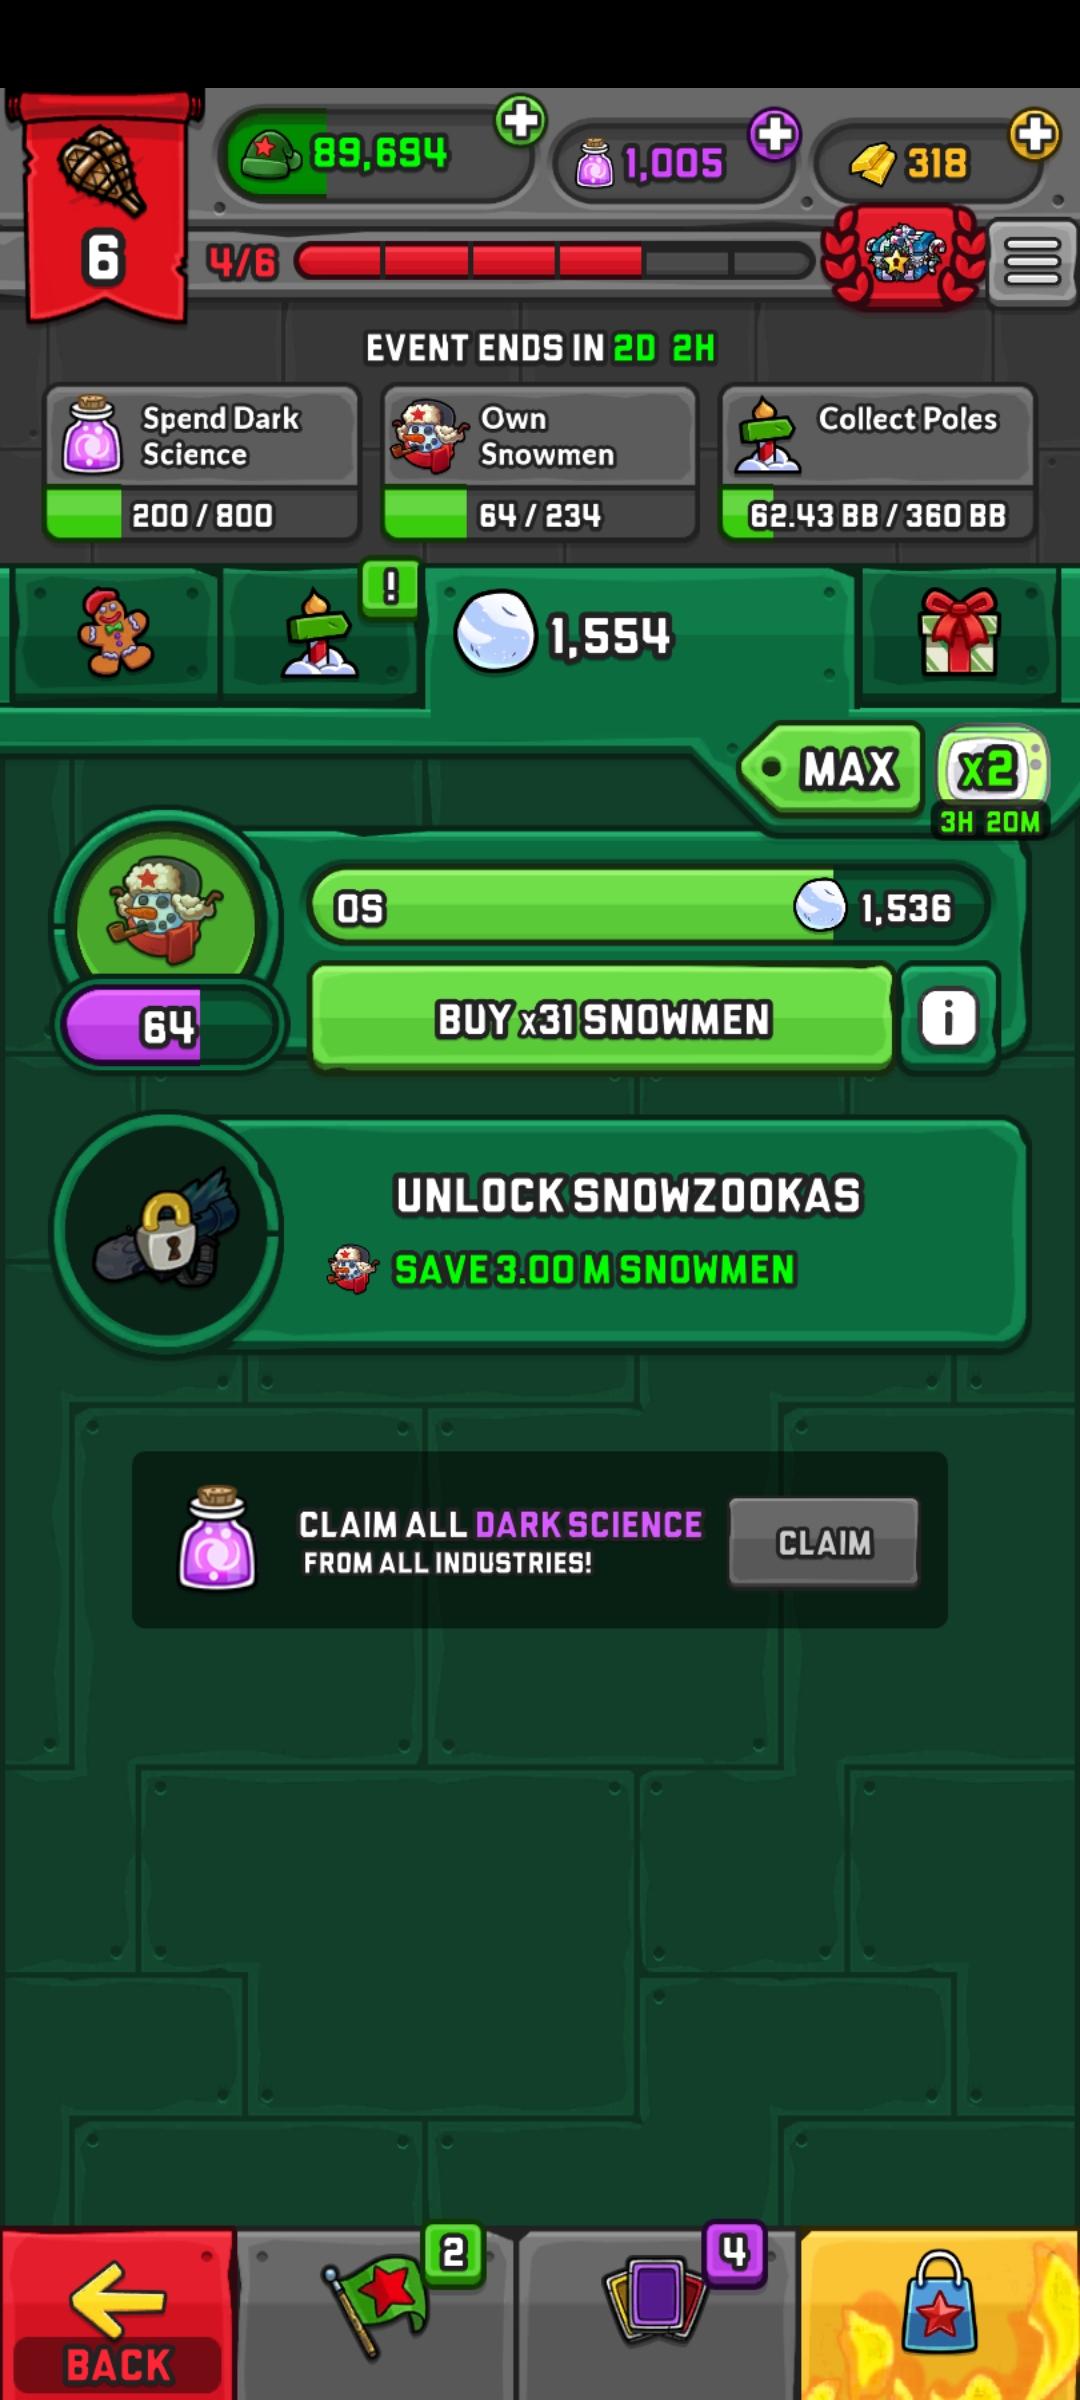 89,694
1,005
318
6
4/6
EVENT ENDS IN 2D 2H
Spend Dark
Science
200 / 800
Own
Snowmen
64 / 234
Collect Poles
62.43 BB / 360 BB
!
1,554
MAX
x2
3H 20M
0S
1,536
64
BUY x31 SNOWMEN
i
UNLOCK SNOWZOOKAS
SAVE 3.00 M SNOWMEN
CLAIM ALL DARK SCIENCE
FROM ALL INDUSTRIES!
CLAIM
BACK
2
4